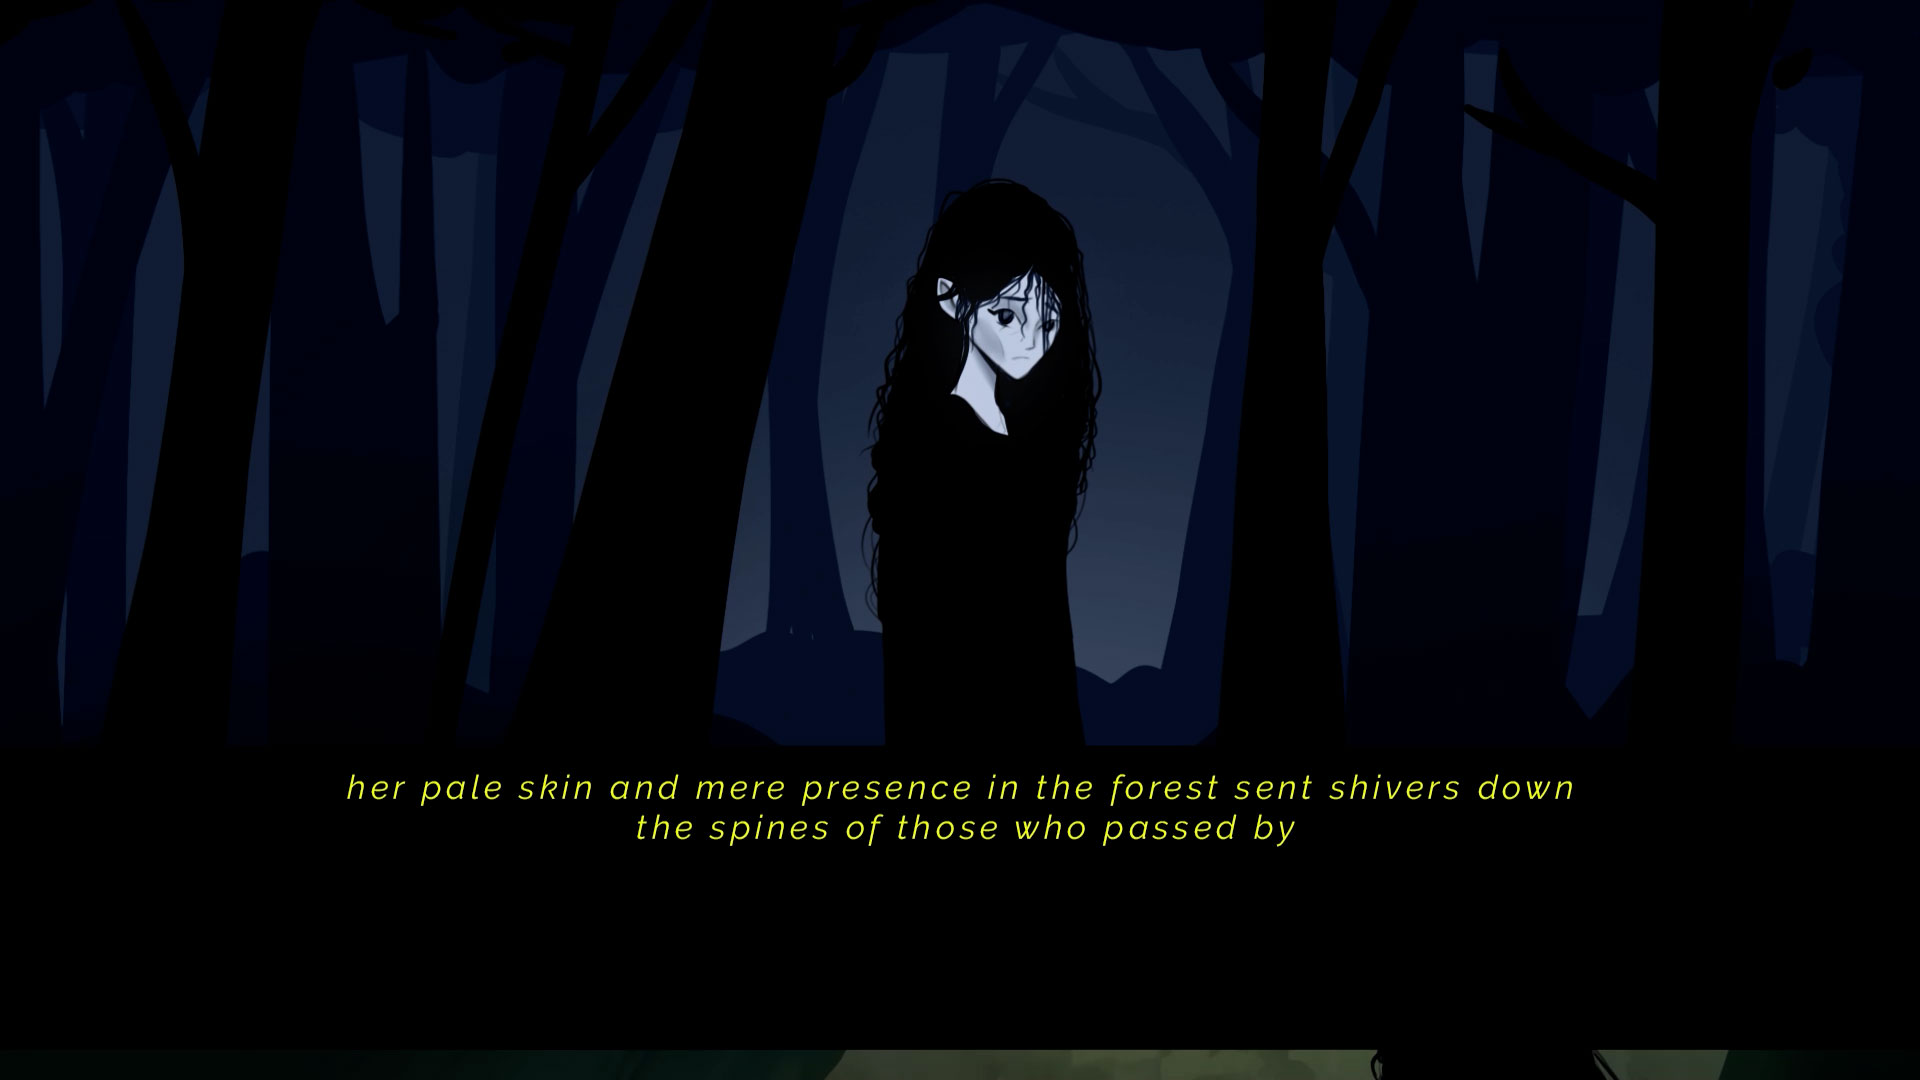 her pale skin and mere presence in the forest sent shivers down
the spines of those who passed by